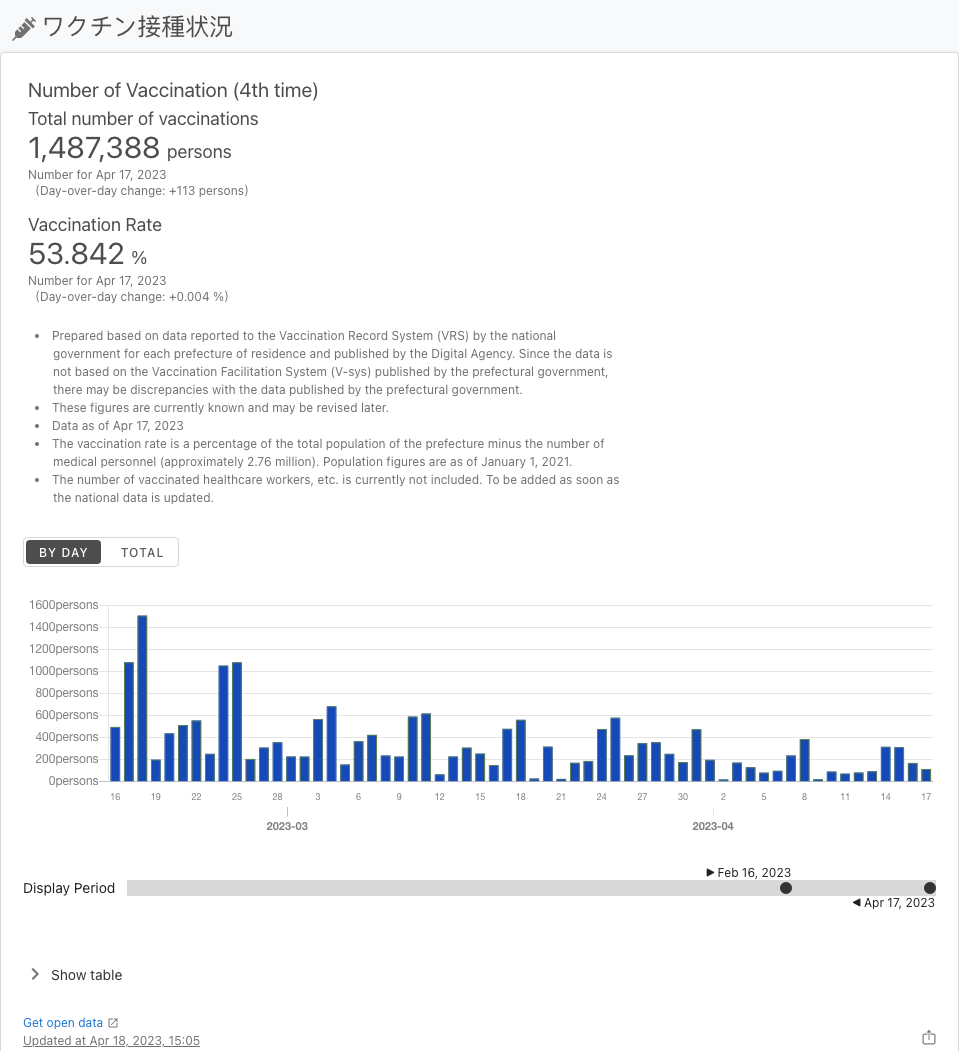 ワクチン接種状況
Number of Vaccination (4th time)
Total number of vaccinations
1,487,388 persons
Number for Apr 17, 2023
(Day-over-day change: +113 persons)
Vaccination Rate
53.842 %
Number for Apr 17, 2023
(Day-over-day change: +0.004 %)
• Prepared based on data reported to the Vaccination Record System (VRS) by the national
government for each prefecture of residence and published by the Digital Agency. Since the data is
not based on the Vaccination Facilitation System (V-sys) published by the prefectural government,
there may be discrepancies with the data published by the prefectural government.
• These figures are currently known and may be revised later.
• Data as of Apr 17, 2023
• The vaccination rate is a percentage of the total population of the prefecture minus the number of
medical personnel (approximately 2.76 million). Population figures are as of January 1, 2021.
• The number of vaccinated healthcare workers, etc. is currently not included. To be added as soon as
the national data is updated.
BY DAY TOTAL
1600persons
1400persons
1200persons
1000persons
800persons
600persons
400persons
200persons
0persons
16 19 22 25 28 3 6 9 12 15 18 21 24 27 30 2 5 8 11 14 17
2023-03 2023-04
Feb 16, 2023
Display Period
Apr 17, 2023
Show table
Get open data
Updated at Apr 18, 2023, 15:05